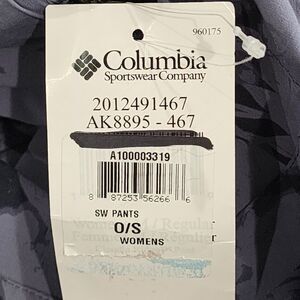 960175
Columbia
Sportswear Company
2012491467
AK8895 - 467
A100003319
8 87253 56266 6
SW PANTS
O/S
WOMENS